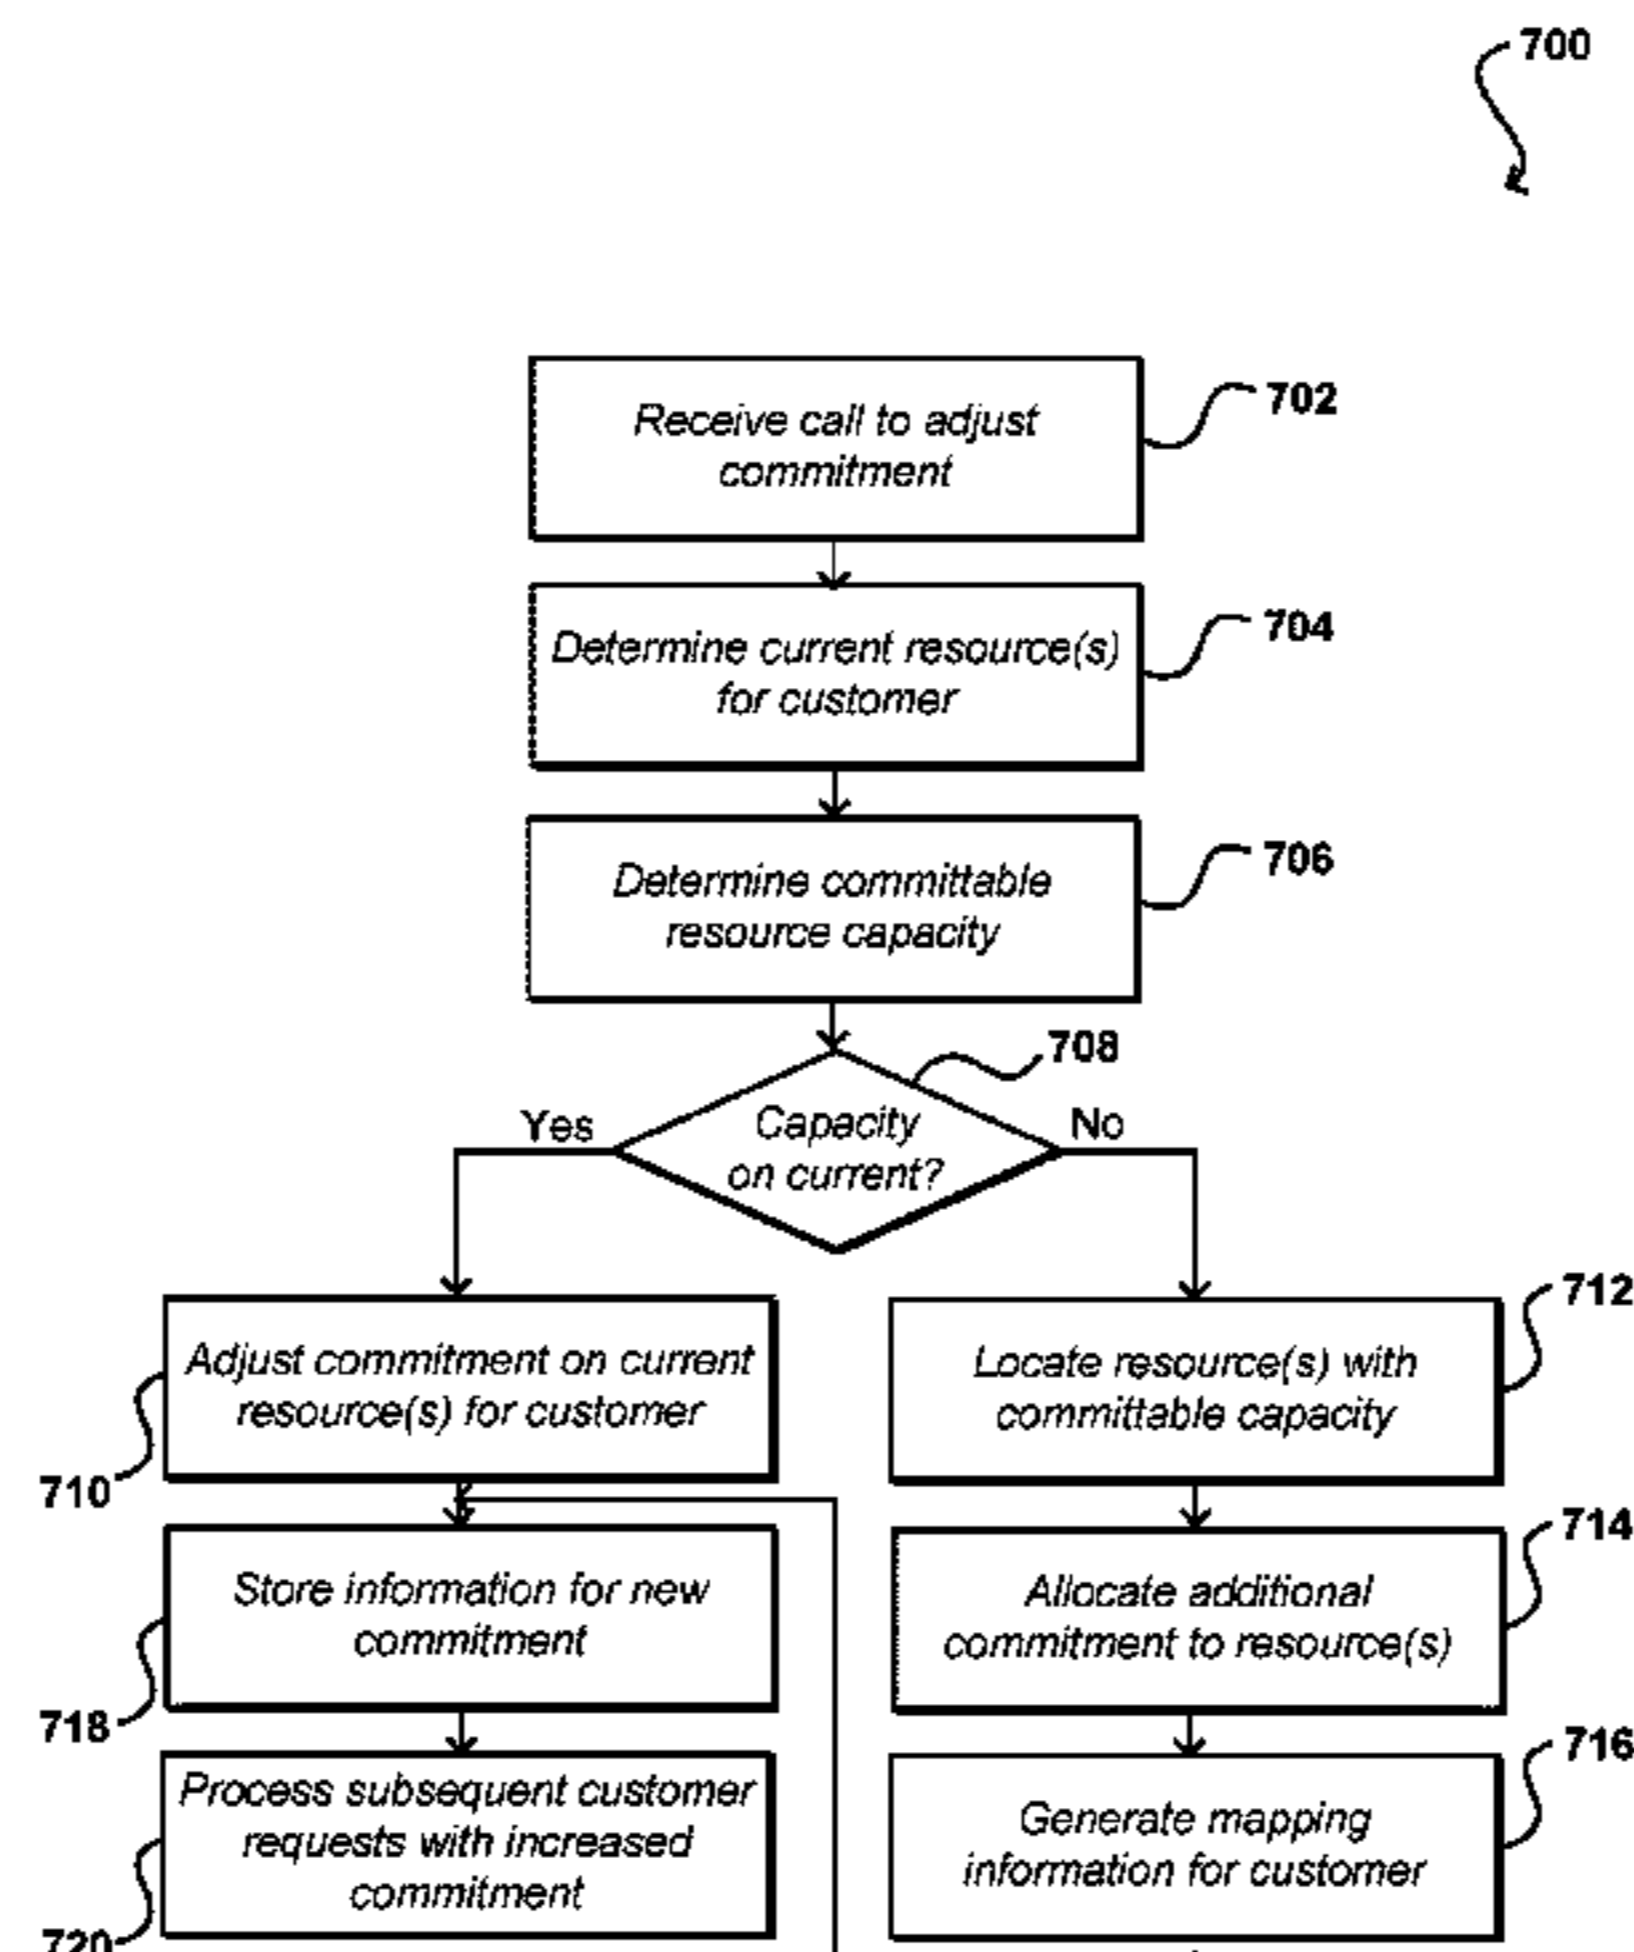 700
Receive call to adjust
commitment
702
Determine current resource(s)
for customer
704
Determine committable
resource capacity
706
708
Yes
Capacity
on current?
No
Adjust commitment on current
resource(s) for customer
710
Locate resource(s) with
committable capacity
712
Store information for new
commitment
718
Allocate additional
commitment to resource(s)
714
Process subsequent customer
requests with increased
commitment
720
Generate mapping
information for customer
716